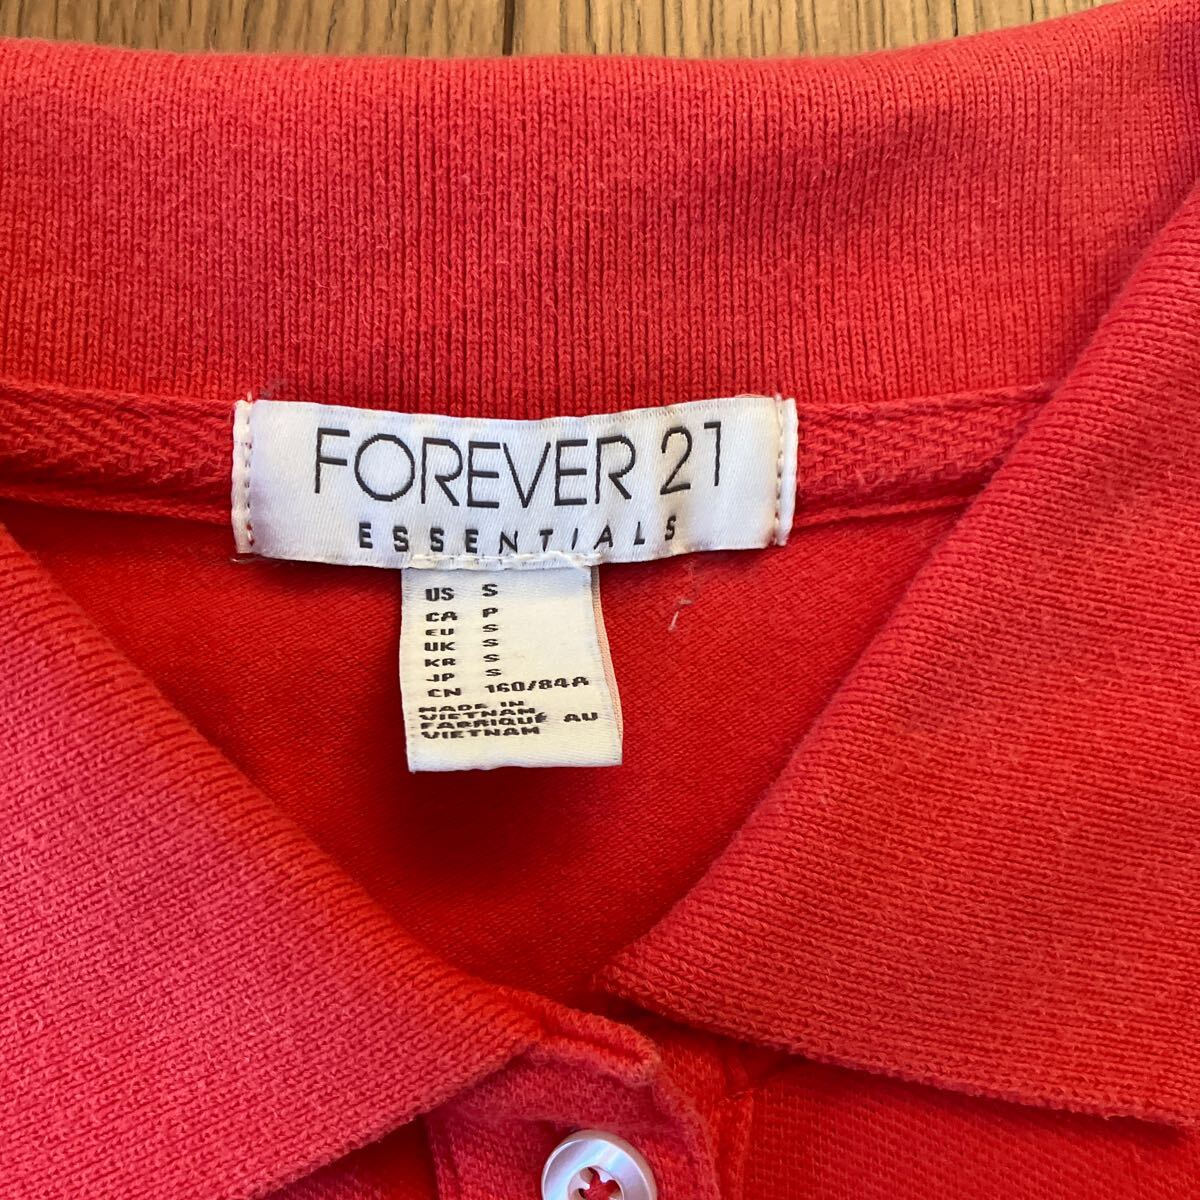 FOREVER 21
ESSENTIALS
US S
CA P
EU S
UK S
KR S
JP S
CN 160/84A
MADE IN
VIETNAM
FABRIQUÉ AU
VIETNAM